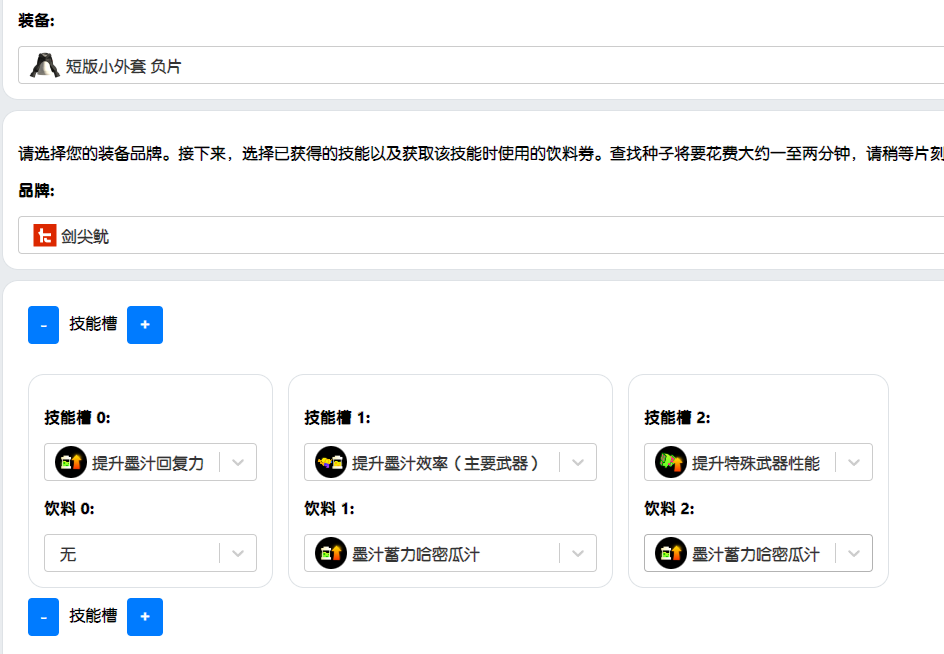 装备:
短版小外套 负片
请选择您的装备品牌。接下来，选择已获得的技能以及获取该技能时使用的饮料券。查找种子将要花费大约一至两分钟，请稍等片刻
品牌:
剑尖鱿
- 技能槽 +
技能槽 0: 技能槽 1: 技能槽 2:
提升墨汁回复力 提升墨汁效率（主要武器） 提升特殊武器性能
饮料 0: 饮料 1: 饮料 2:
无 墨汁蓄力哈密瓜汁 墨汁蓄力哈密瓜汁
- 技能槽 +